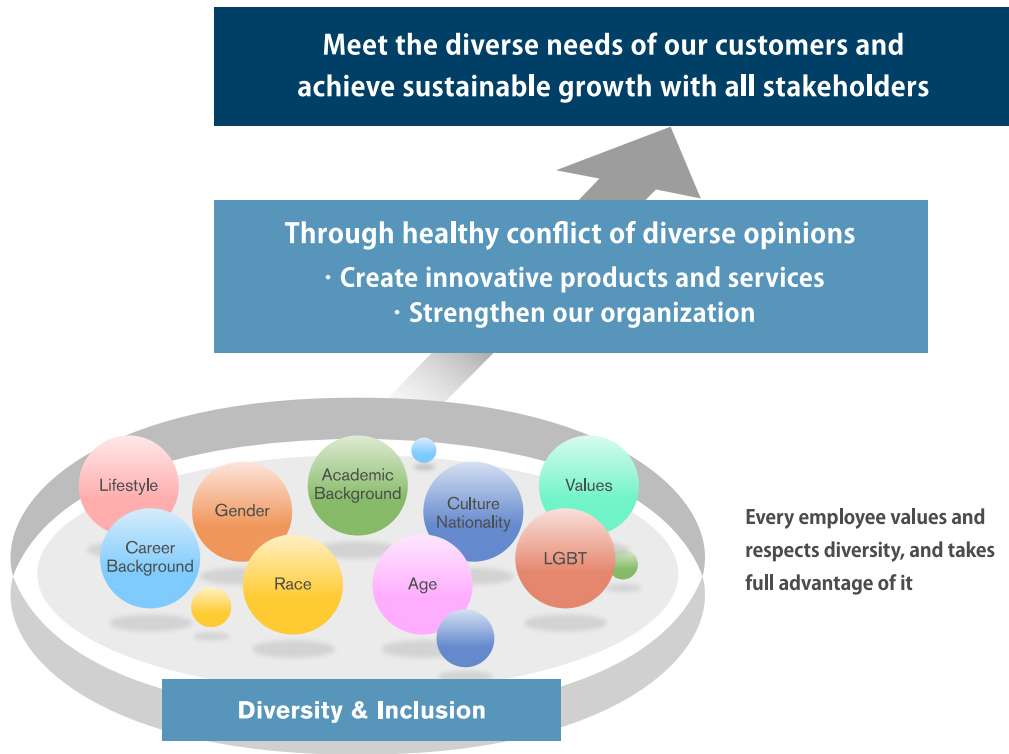 Meet the diverse needs of our customers and
achieve sustainable growth with all stakeholders
Through healthy conflict of diverse opinions
· Create innovative products and services
· Strengthen our organization
Lifestyle
Gender
Academic
Background
Culture
Nationality
Values
Career
Background
Race
Age
LGBT
Every employee values and
respects diversity, and takes
full advantage of it
Diversity & Inclusion